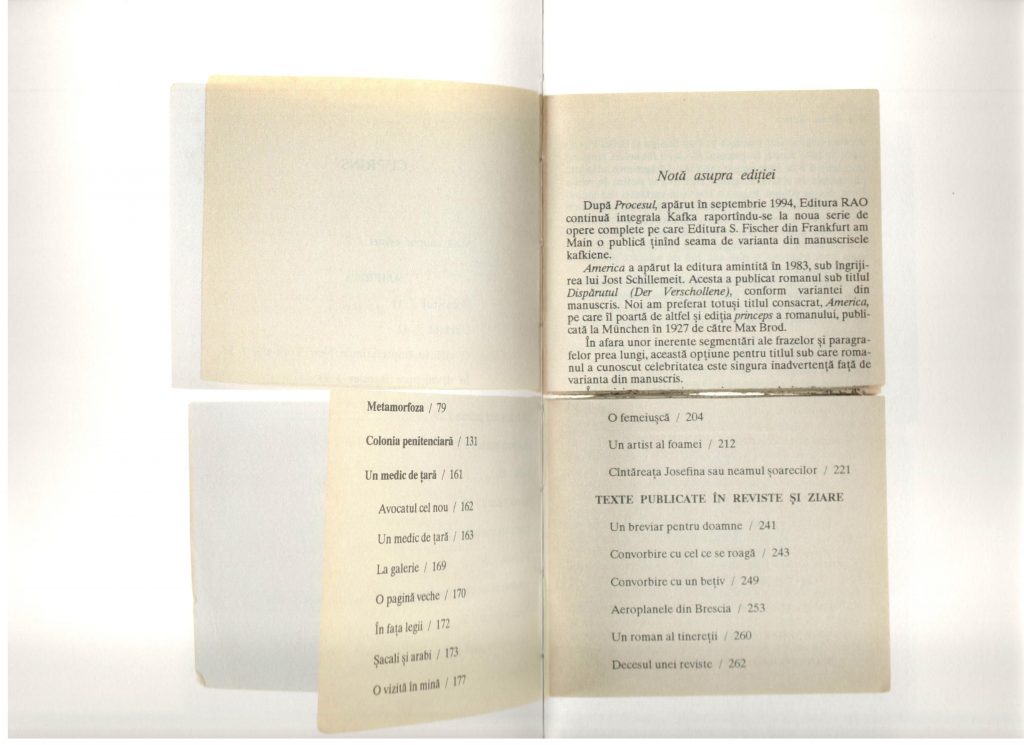 Notă asupra ediției
După Procesul, apărut în septembrie 1994, Editura RAO
continuă integrala Kafka raportîndu-se la noua serie de
opere complete pe care Editura S. Fischer din Frankfurt am
Main o publică ținînd seama de varianta din manuscrisele
kafkiene.
America a apărut la editura amintită în 1983, sub îngriji-
rea lui Jost Schillemeit. Acesta a publicat romanul sub titlul
Dispărutul (Der Verschollene), conform variantei din
manuscris. Noi am preferat totuși titlul consacrat, America,
pe care îl poartă de altfel și ediția princeps a romanului, publi-
cată la München în 1927 de către Max Brod.
În afara unor inerente segmentări ale frazelor și paragra-
felor prea lungi, această opțiune pentru titlul sub care roma-
nul a cunoscut celebritatea este singura inadvertență față de
varianta din manuscris.
Metamorfoza / 79
Colonia penitenciară / 131
Un medic de țară / 161
Avocatul cel nou / 162
Un medic de țară / 163
La galerie / 169
O pagină veche / 170
În fața legii / 172
Șacali și arabi / 173
O vizită în mină / 177
O femeiușcă / 204
Un artist al foamei / 212
Cîntăreața Josefina sau neamul șoarecilor / 221
TEXTE PUBLICATE ÎN REVISTE ȘI ZIARE
Un breviar pentru doamne / 241
Convorbire cu cel ce se roagă / 243
Convorbire cu un bețiv / 249
Aeroplanele din Brescia / 253
Un roman al tinereții / 260
Decesul unei reviste / 262